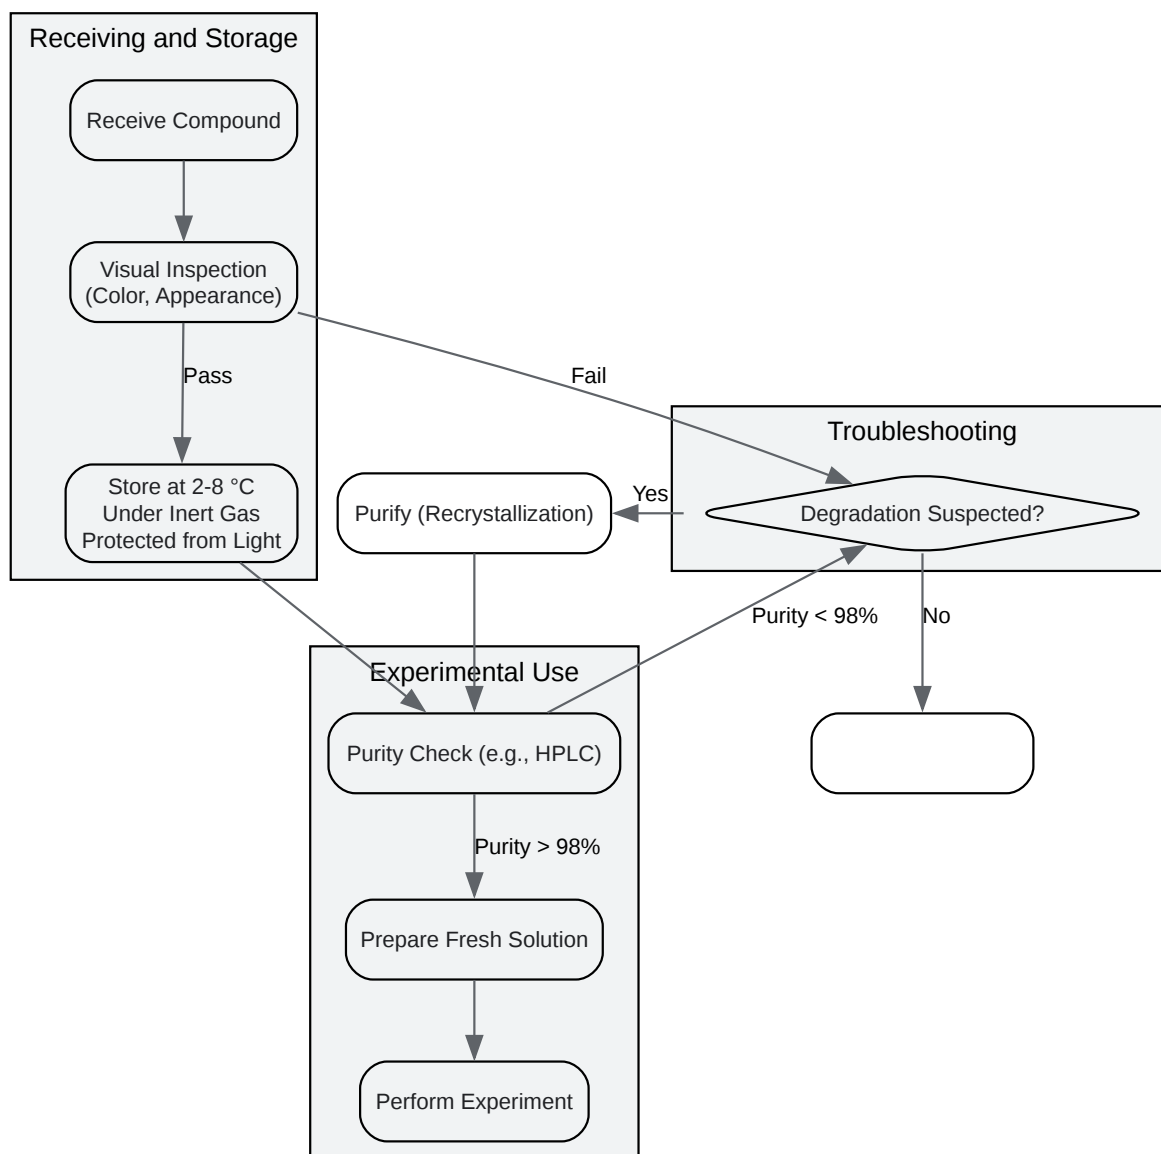 Receiving and Storage
Receive Compound
Visual Inspection
(Color, Appearance)
Pass
Fail
Store at 2-8 °C
Under Inert Gas
Protected from Light
Troubleshooting
Degradation Suspected?
Yes
Purify (Recrystallization)
Purity < 98%
No
Experimental Use
Purity Check (e.g., HPLC)
Purity > 98%
Prepare Fresh Solution
Perform Experiment